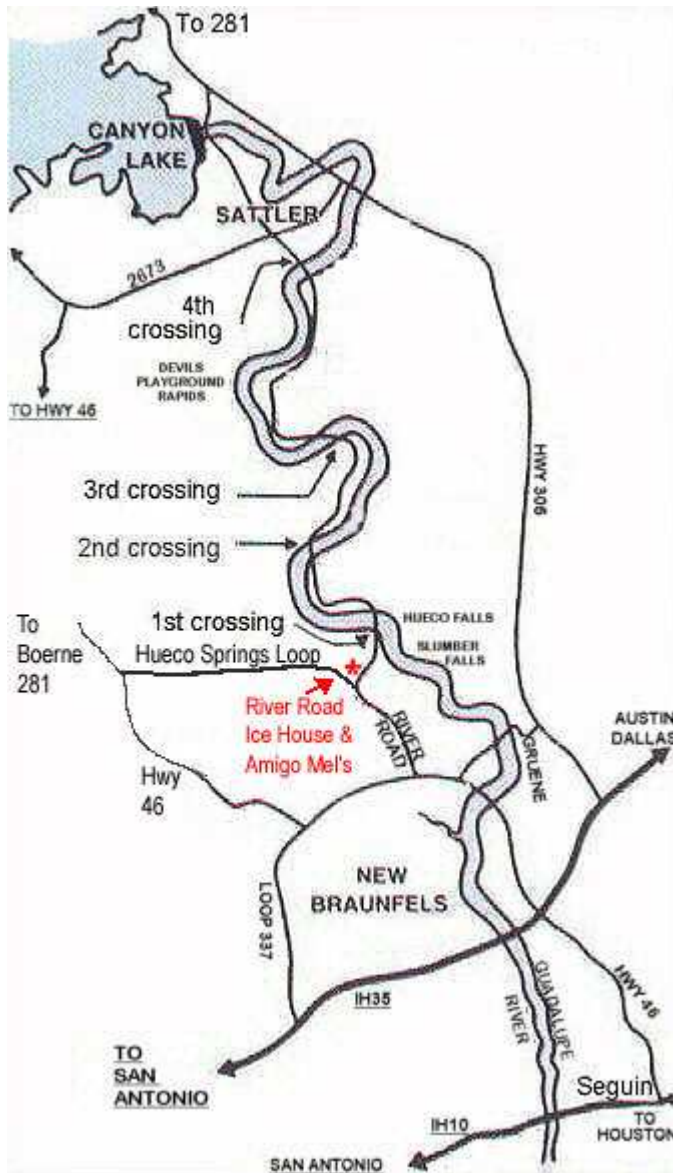 To 281
CANYON
LAKE
SATTLER
2673
4th
crossing
DEVILS
PLAYGROUND
RAPIDS
TO HWY 46
HWY 306
3rd crossing
2nd crossing
1st crossing
HUECO FALLS
To
Boerne
281
Hueco Springs Loop
SLUMBER
FALLS
*
River Road
Ice House &
Amigo Mel's
RIVER
ROAD
GRUENE
AUSTIN
DALLAS
Hwy
46
NEW
BRAUNFELS
LOOP 337
IH35
GUADALUPE
RIVER
HWY 46
TO
SAN
ANTONIO
Seguin
TO
HOUSTON
IH10
SAN ANTONIO